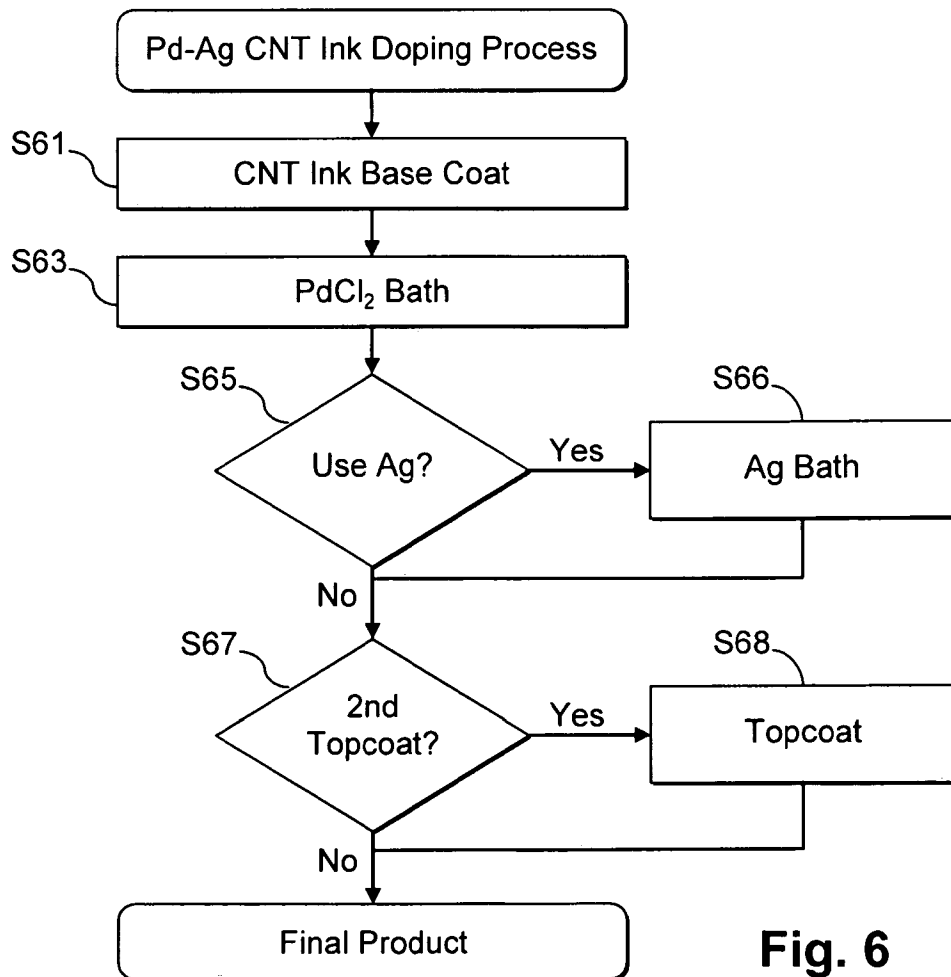 Pd-Ag CNT Ink Doping Process
S61
CNT Ink Base Coat
S63
PdCl₂ Bath
S65
Use Ag?
Yes
S66
Ag Bath
No
S67
2nd
Topcoat?
Yes
S68
Topcoat
No
Final Product
Fig. 6